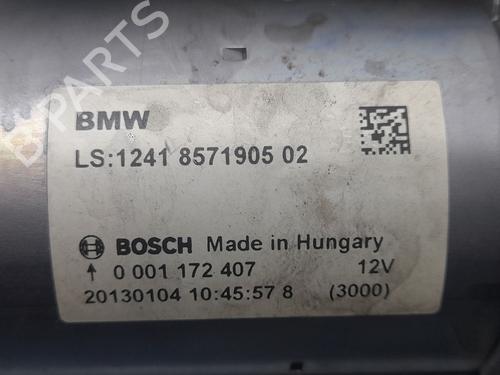 BMW
LS:1241 8571905 02
BOSCH Made in Hungary
↑ 0 001 172 407 12V
20130104 10:45:57 8 (3000)
B-PARTS